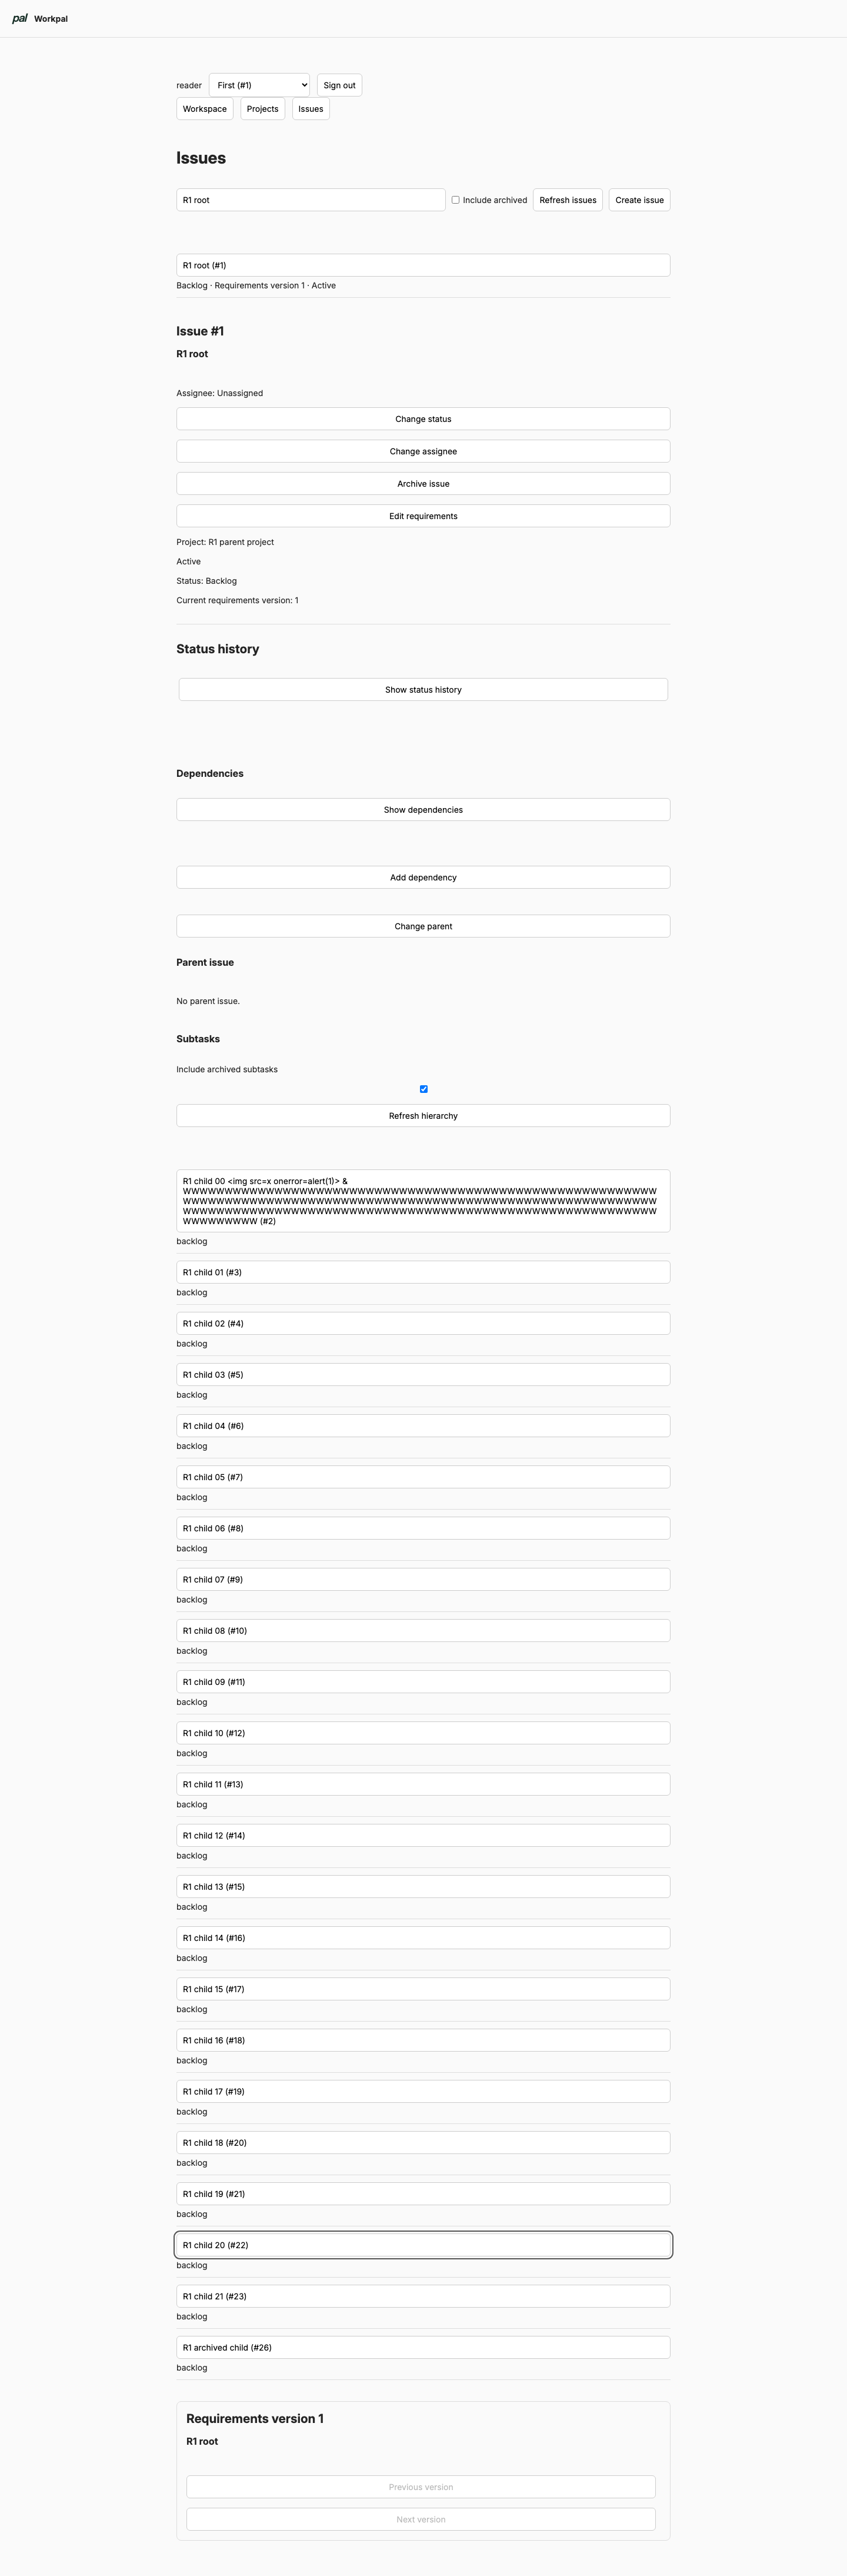 pal Workpal
reader First (#1) Sign out
Workspace Projects Issues
Issues
R1 root Include archived Refresh issues Create issue
R1 root (#1)
Backlog · Requirements version 1 · Active
Issue #1
R1 root
Assignee: Unassigned
Change status
Change assignee
Archive issue
Edit requirements
Project: R1 parent project
Active
Status: Backlog
Current requirements version: 1
Status history
Show status history
Dependencies
Show dependencies
Add dependency
Change parent
Parent issue
No parent issue.
Subtasks
Include archived subtasks
Refresh hierarchy
R1 child 00 <img src=x onerror=alert(1)> &
WWWWWWWWWWWWWWWWWWWWWWWWWWWWWWWWWWWWWWWWWWWWWWWWWWWWWWWWW
WWWWWWWWWWWWWWWWWWWWWWWWWWWWWWWWWWWWWWWWWWWWWWWWWWWWWWWWW
WWWWWWWWWWWWWWWWWWWWWWWWWWWWWWWWWWWWWWWWWWWWWWWWWWWWWWWWW
WWWWWWWWW (#2)
backlog
R1 child 01 (#3)
backlog
R1 child 02 (#4)
backlog
R1 child 03 (#5)
backlog
R1 child 04 (#6)
backlog
R1 child 05 (#7)
backlog
R1 child 06 (#8)
backlog
R1 child 07 (#9)
backlog
R1 child 08 (#10)
backlog
R1 child 09 (#11)
backlog
R1 child 10 (#12)
backlog
R1 child 11 (#13)
backlog
R1 child 12 (#14)
backlog
R1 child 13 (#15)
backlog
R1 child 14 (#16)
backlog
R1 child 15 (#17)
backlog
R1 child 16 (#18)
backlog
R1 child 17 (#19)
backlog
R1 child 18 (#20)
backlog
R1 child 19 (#21)
backlog
R1 child 20 (#22)
backlog
R1 child 21 (#23)
backlog
R1 archived child (#26)
backlog
Requirements version 1
R1 root
Previous version
Next version